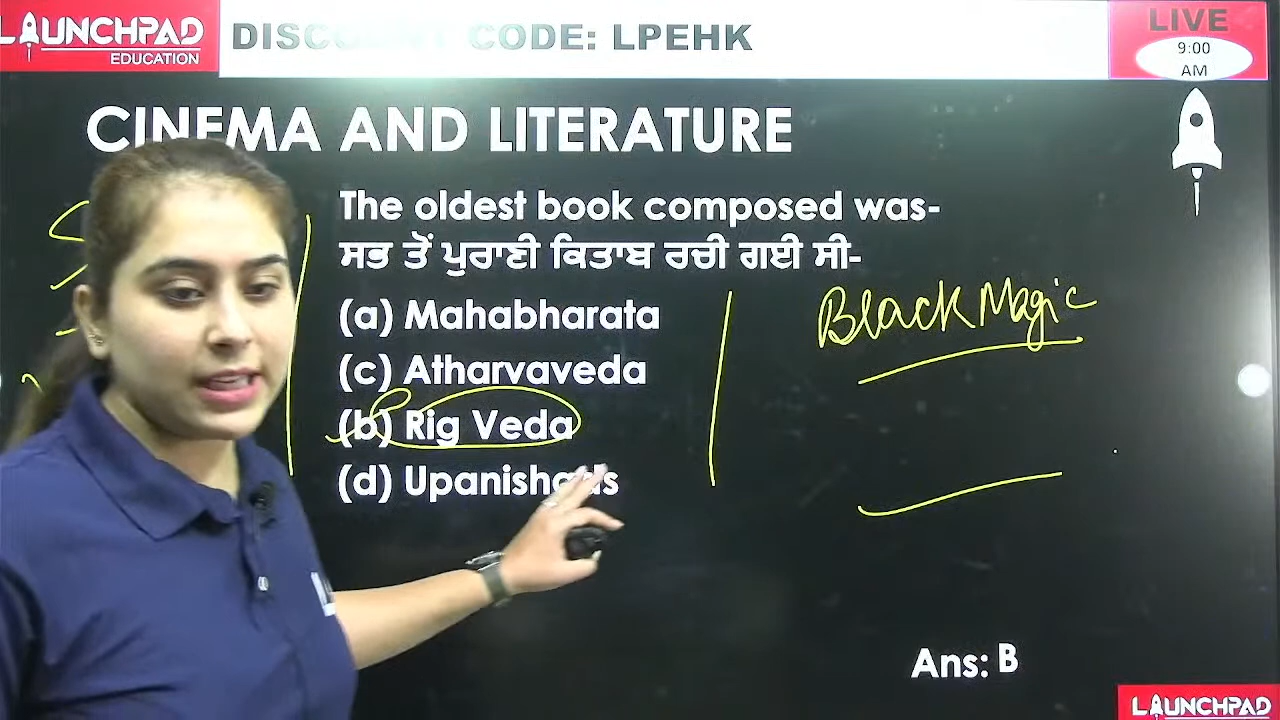 LAUNCHPAD
EDUCATION
DISCOUNT CODE: LPEHK
LIVE
9:00
AM
CINEMA AND LITERATURE
The oldest book composed was-
ਸਭ ਤੋਂ ਪੁਰਾਣੀ ਕਿਤਾਬ ਰਚੀ ਗਈ ਸੀ-
(a) Mahabharata
(c) Atharvaveda
(b) Rig Veda
(d) Upanishads
Black Magic
Ans: B
LAUNCHPAD